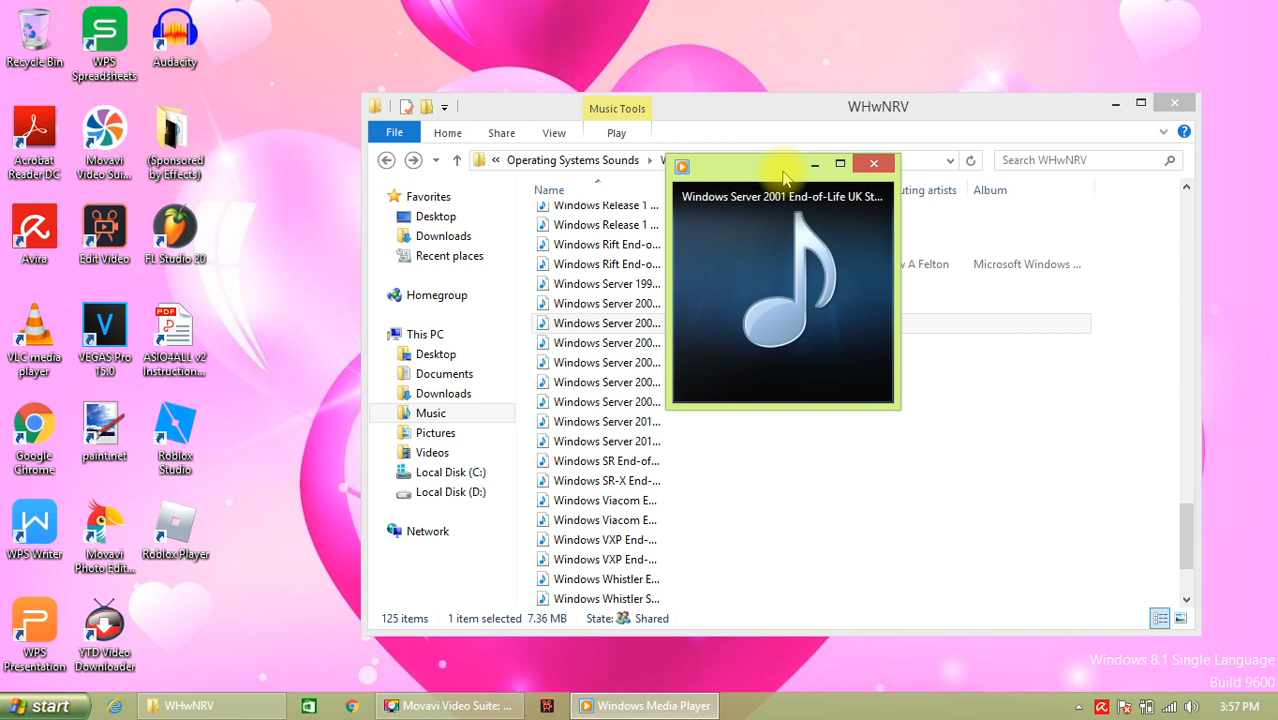 Recycle Bin
WPS Spreadsheets
Audacity
Acrobat Reader DC
Movavi Video Sui...
(Sponsored by
Avira
Edit Video
FL Studio 20
VLC media player
VEGAS Pro 15.0
ASIO4ALL v2 Instruction...
Google Chrome
paint.net
Roblox Studio
WPS Writer
Movavi Photo Edit...
Roblox Player
WPS Presentation
YTD Video Downloader
Music Tools
WHwNRV
File
Home
Share
View
Play
« Operating Systems Sounds
Search WHwNRV
Favorites
Desktop
Downloads
Recent places
Homegroup
This PC
Desktop
Documents
Downloads
Music
Pictures
Videos
Local Disk (C:)
Local Disk (D:)
Network
Name
Album
Windows Release 1 ...
Windows Release 1 ...
Windows Rift End-o...
Windows Rift End-o...
w A Felton
Microsoft Windows ...
Windows Server 199...
Windows Server 200...
Windows Server 200...
Windows Server 200...
Windows Server 200...
Windows Server 200...
Windows Server 200...
Windows Server 201...
Windows Server 201...
Windows SR End-of...
Windows SR-X End-...
Windows Viacom E...
Windows Viacom E...
Windows VXP End-...
Windows VXP End-...
Windows Whistler E...
Windows Whistler S...
Windows Server 2001 End-of-Life UK St...
125 items
1 item selected 7.36 MB
State: Shared
Windows 8.1 Single Language
Build 9600
start
WHwNRV
Movavi Video Suite: ...
Windows Media Player
3:57 PM